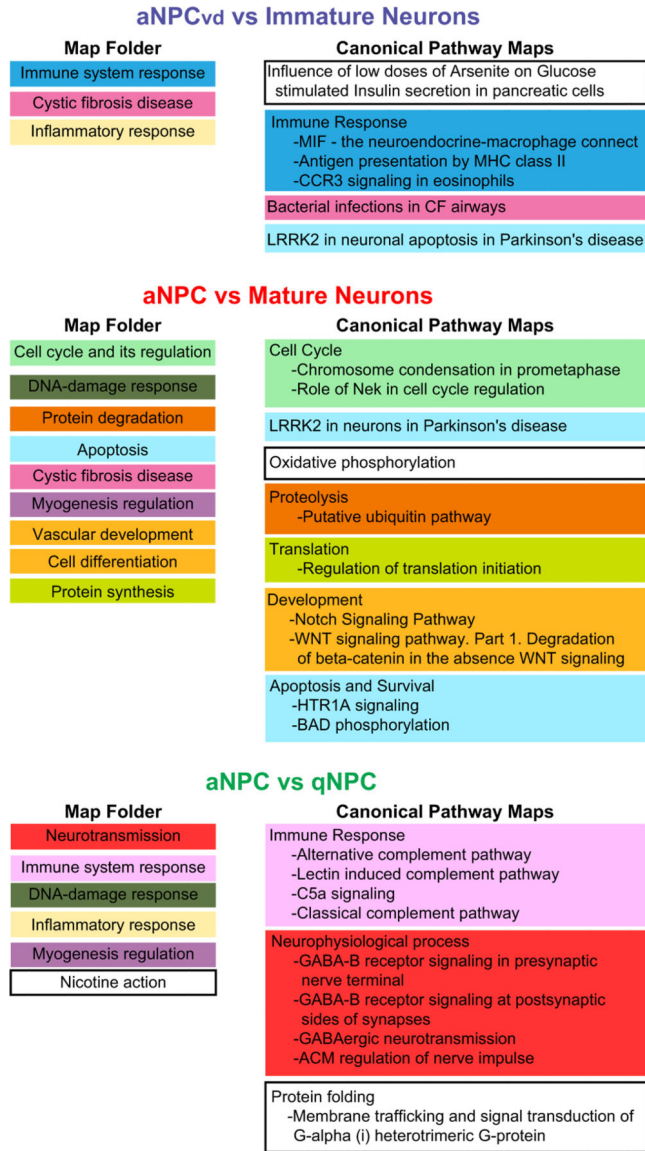 aNPCvd vs Immature Neurons
Map Folder
Immune system response
Cystic fibrosis disease
Inflammatory response
Canonical Pathway Maps
Influence of low doses of Arsenite on Glucose
stimulated Insulin secretion in pancreatic cells
Immune Response
-MIF - the neuroendocrine-macrophage connect
-Antigen presentation by MHC class II
-CCR3 signaling in eosinophils
Bacterial infections in CF airways
LRRK2 in neuronal apoptosis in Parkinson's disease
aNPC vs Mature Neurons
Map Folder
Cell cycle and its regulation
DNA-damage response
Protein degradation
Apoptosis
Cystic fibrosis disease
Myogenesis regulation
Vascular development
Cell differentiation
Protein synthesis
Canonical Pathway Maps
Cell Cycle
-Chromosome condensation in prometaphase
-Role of Nek in cell cycle regulation
LRRK2 in neurons in Parkinson's disease
Oxidative phosphorylation
Proteolysis
-Putative ubiquitin pathway
Translation
-Regulation of translation initiation
Development
-Notch Signaling Pathway
-WNT signaling pathway. Part 1. Degradation
of beta-catenin in the absence WNT signaling
Apoptosis and Survival
-HTR1A signaling
-BAD phosphorylation
aNPC vs qNPC
Map Folder
Neurotransmission
Immune system response
DNA-damage response
Inflammatory response
Myogenesis regulation
Nicotine action
Canonical Pathway Maps
Immune Response
-Alternative complement pathway
-Lectin induced complement pathway
-C5a signaling
-Classical complement pathway
Neurophysiological process
-GABA-B receptor signaling in presynaptic
nerve terminal
-GABA-B receptor signaling at postsynaptic
sides of synapses
-GABAergic neurotransmission
-ACM regulation of nerve impulse
Protein folding
-Membrane trafficking and signal transduction of
G-alpha (i) heterotrimeric G-protein